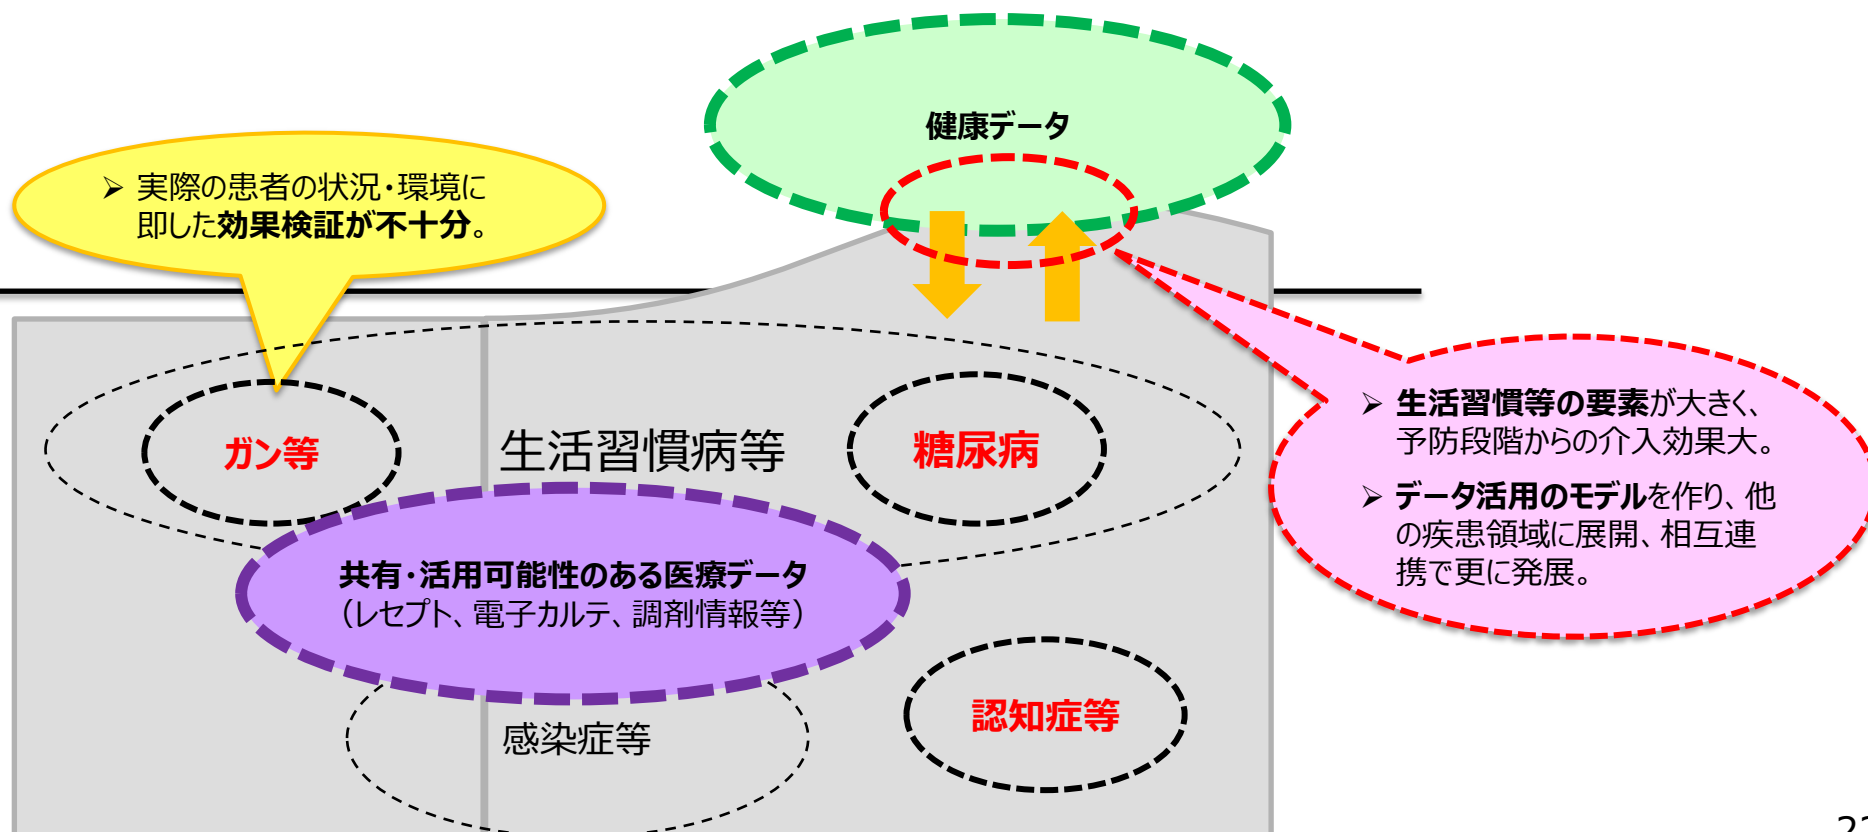 健康データ
➢ 実際の患者の状況・環境に
即した効果検証が不十分。
➢ 生活習慣等の要素が大きく、
予防段階からの介入効果大。
➢ データ活用のモデルを作り、他
の疾患領域に展開、相互連
携で更に発展。
ガン等
生活習慣病等
糖尿病
共有・活用可能性のある医療データ
（レセプト、電子カルテ、調剤情報等）
認知症等
感染症等